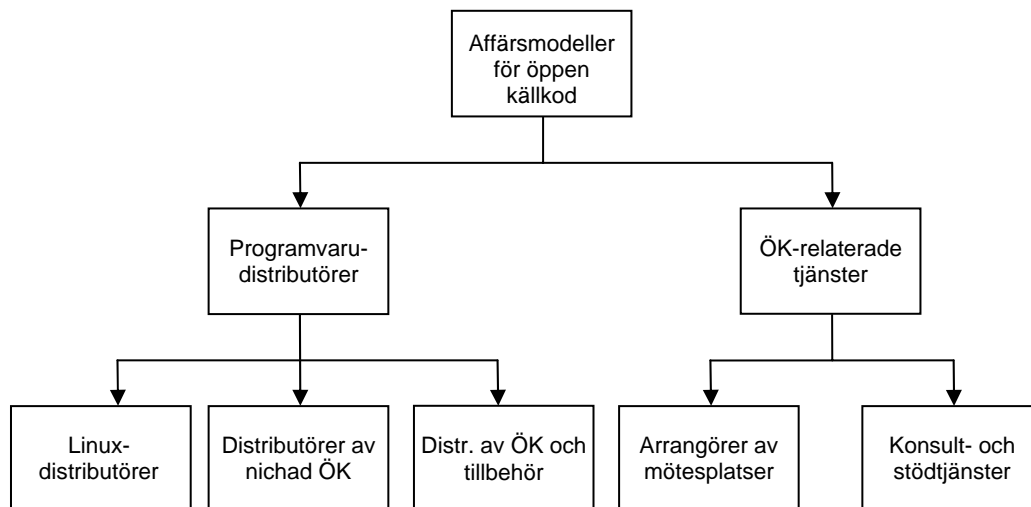 Affärsmodeller
för öppen
källkod
Programvaru-
distributörer
ÖK-relaterade
tjänster
Linux-
distributörer
Distributörer av
nichad ÖK
Distr. av ÖK och
tillbehör
Arrangörer av
mötesplatser
Konsult- och
stödtjänster